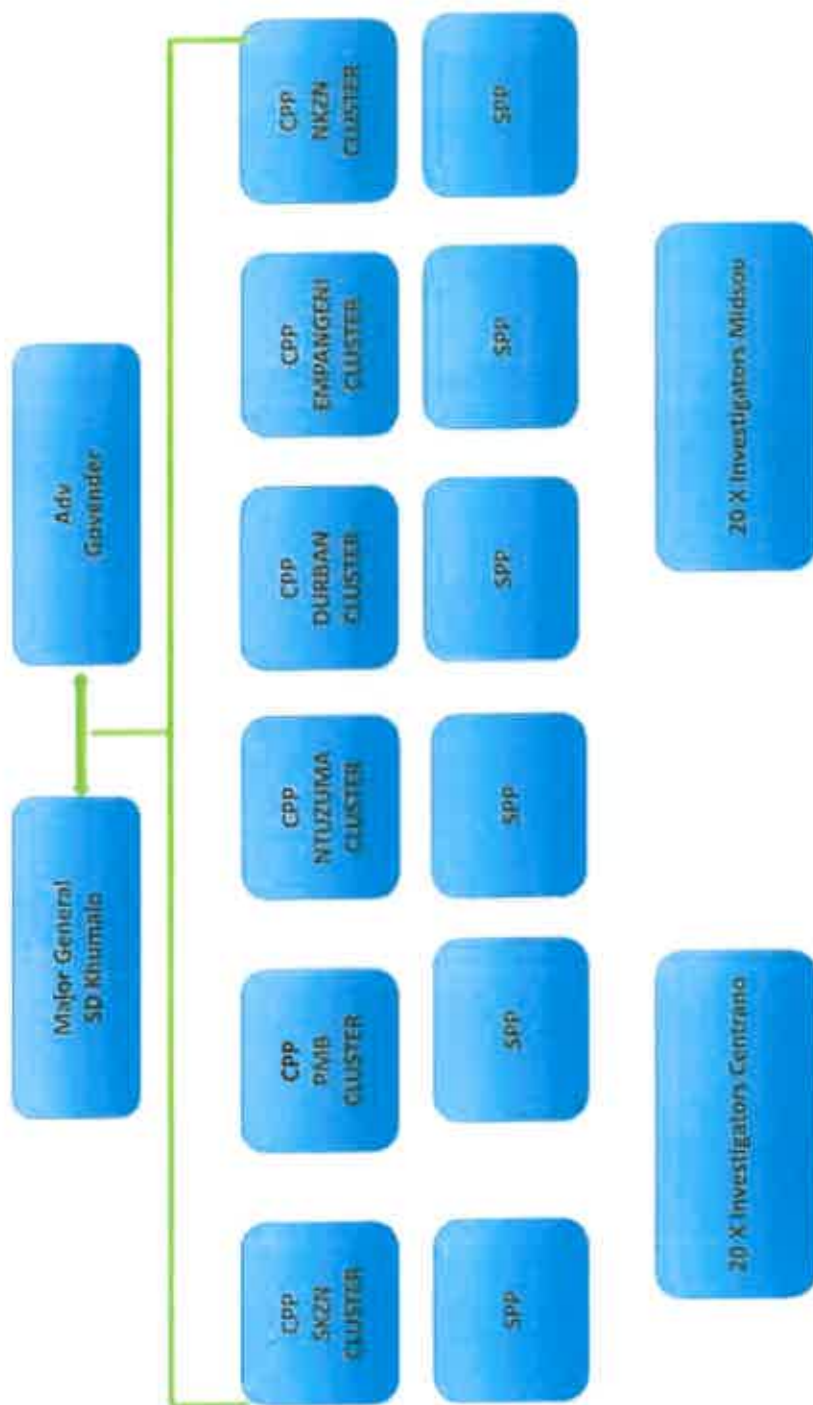 Major General
SD Khumalo
Adv
Govender
CPP
SKZN
CLUSTER
CPP
PMB
CLUSTER
CPP
NTUZUMA
CLUSTER
CPP
DURBAN
CLUSTER
CPP
EMPANGENI
CLUSTER
CPP
NKZN
CLUSTER
SPP
SPP
SPP
SPP
SPP
SPP
20 X Investigators Centrano
20 X Investigators Midsou